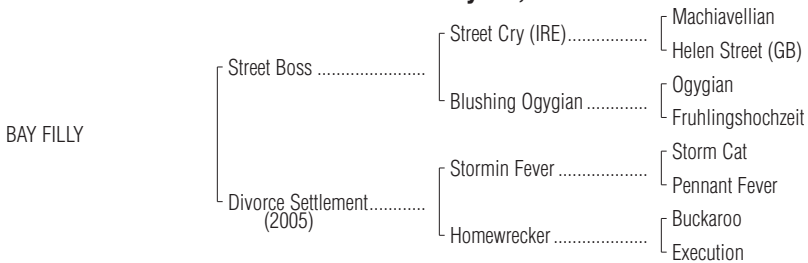 Machiavellian
Street Cry (IRE)..................
Helen Street (GB)
Street Boss .......................
Ogygian
Blushing Ogygian .............
Fruhlingshochzeit
BAY FILLY
Storm Cat
Stormin Fever ...................
Pennant Fever
Divorce Settlement............
(2005)
Buckaroo
Homewrecker ....................
Execution